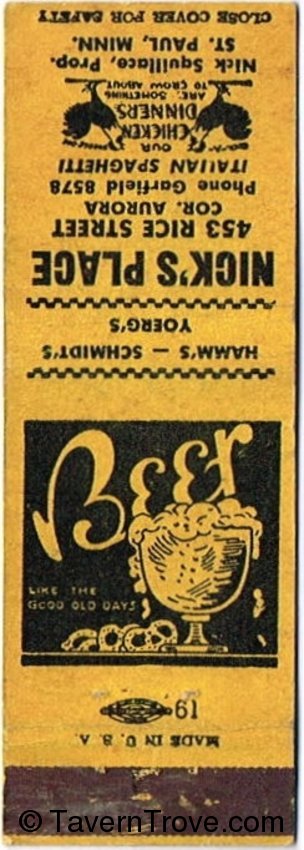 Beer
LIKE THE
GOOD OLD DAYS
HAMM'S — SCHMIDT'S
YOERG'S
NICK'S PLACE
453 RICE STREET
COR. AURORA
Phone Garfield 8578
ITALIAN SPAGHETTI
OUR
CHICKEN
DINNERS
ARE SOMETHING
TO CROW ABOUT
Nick Squillace, Prop.
ST. PAUL, MINN.
CLOSE COVER FOR SAFETY
MADE IN U. S. A.
19
© TavernTrove.com